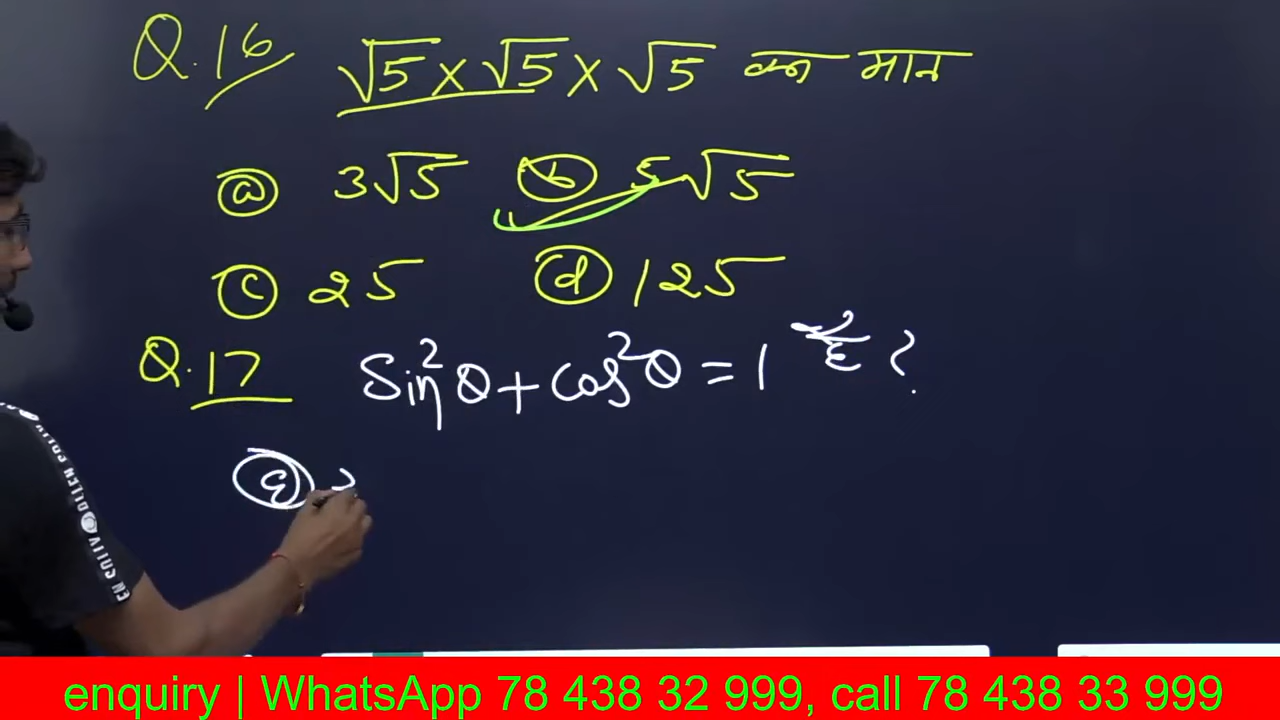 Q.16 √5 × √5 × √5 का मान
(a) 3√5 (b) 5√5
(c) 25 (d) 125
Q.17 Sin²θ + Cos²θ = 1 ?
enquiry | WhatsApp 78 438 32 999, call 78 438 33 999